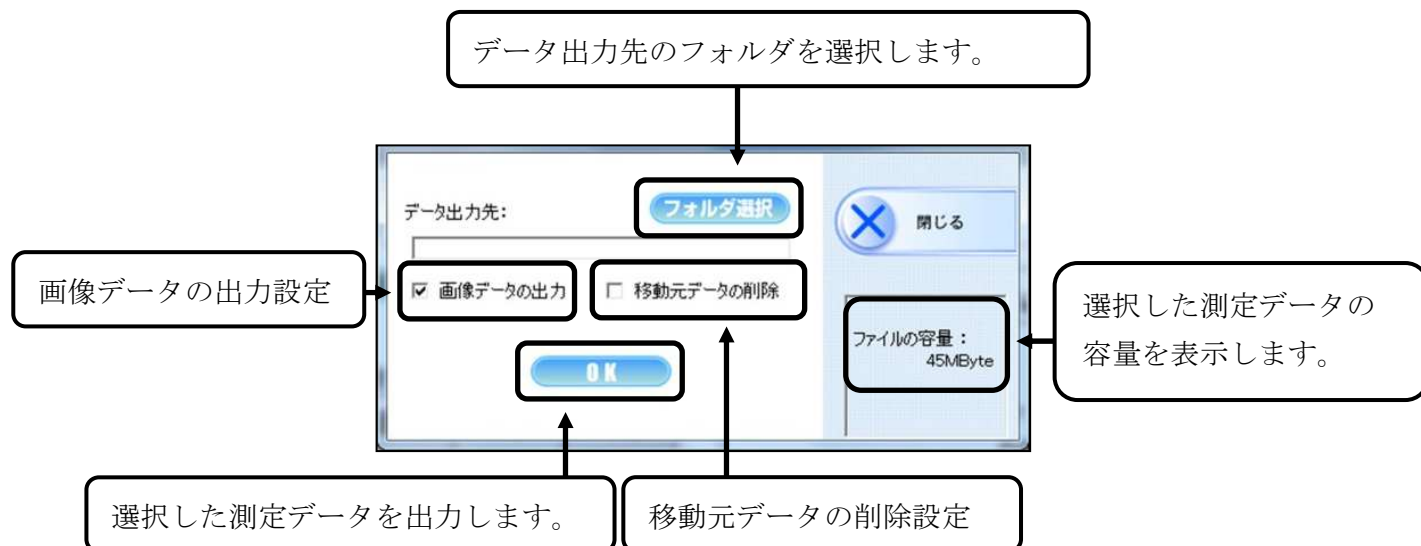 データ出力先のフォルダを選択します。
データ出力先:
フォルダ選択
閉じる
画像データの出力設定
画像データの出力
移動元データの削除
選択した測定データの
容量を表示します。
ファイルの容量:
45MByte
OK
選択した測定データを出力します。
移動元データの削除設定